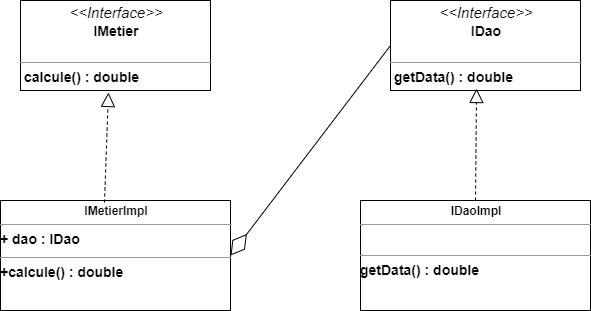 <<Interface>>
IMetier
calcule() : double
<<Interface>>
IDao
getData() : double
IMetierImpl
+ dao : IDao
+calcule() : double
IDaoImpl
getData() : double